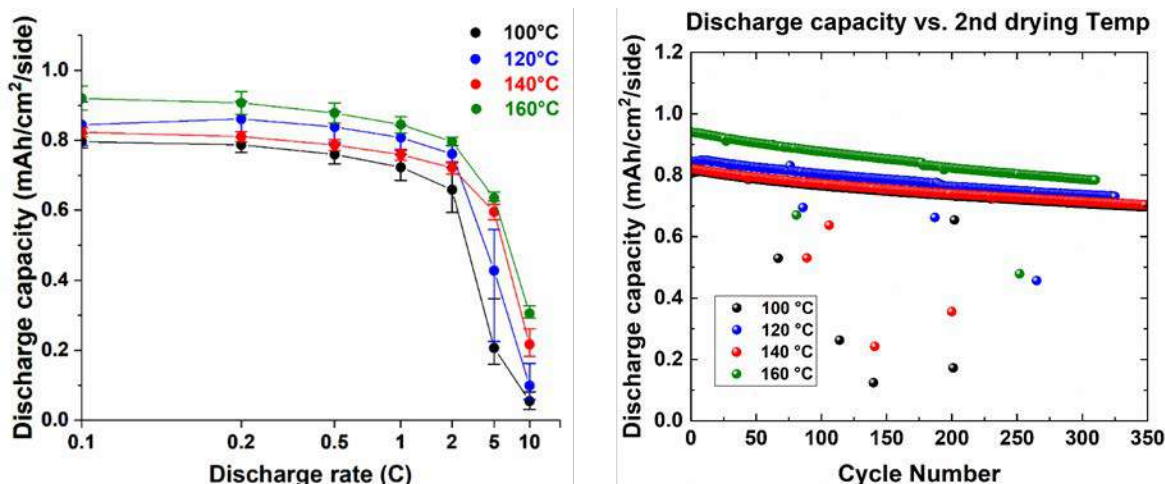 Discharge capacity (mAh/cm²/side)
1.0
0.8
0.6
0.4
0.2
0.0
100°C
120°C
140°C
160°C
0.1 0.2 0.5 1 2 5 10
Discharge rate (C)
Discharge capacity vs. 2nd drying Temp
Discharge capacity (mAh/cm²/side)
1.2
1.0
0.8
0.6
0.4
0.2
0.0
100 °C
120 °C
140 °C
160 °C
0 50 100 150 200 250 300 350
Cycle Number